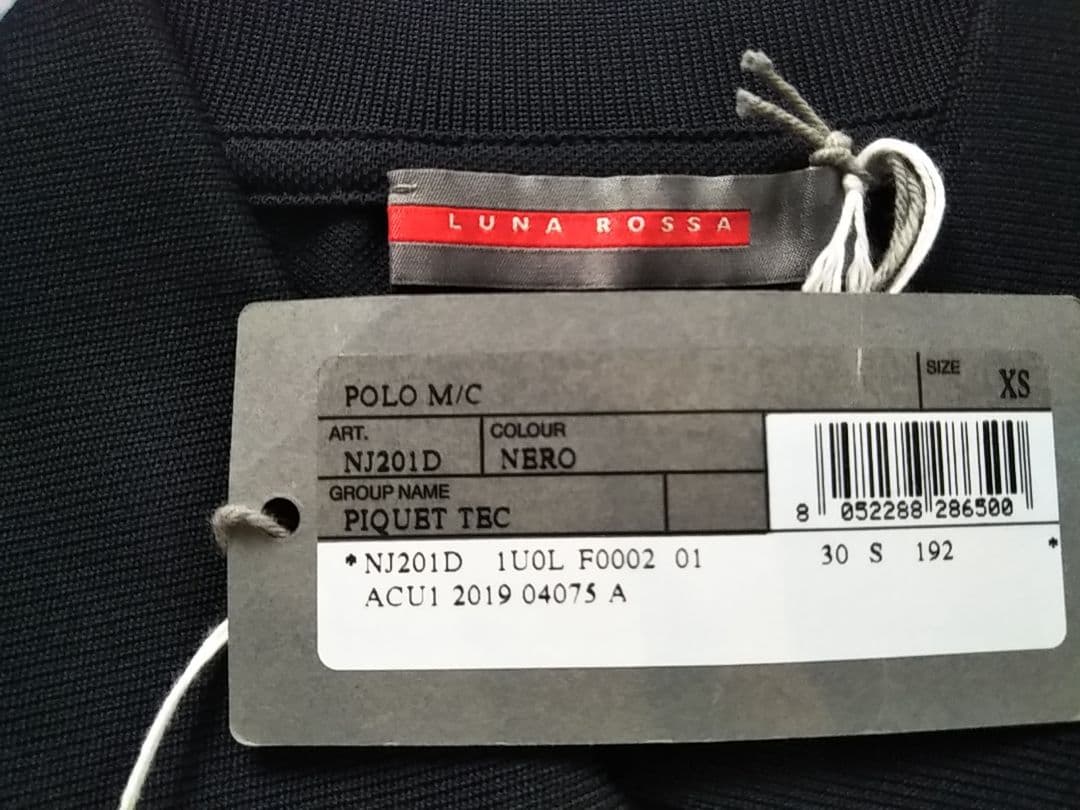 LUNA ROSSA
POLO M/C
SIZE
XS
ART.
NJ201D
COLOUR
NERO
GROUP NAME
PIQUET TEC
8 052288 286500
*NJ201D 1U0L F0002 01 30 S 192 *
ACU1 2019 04075 A